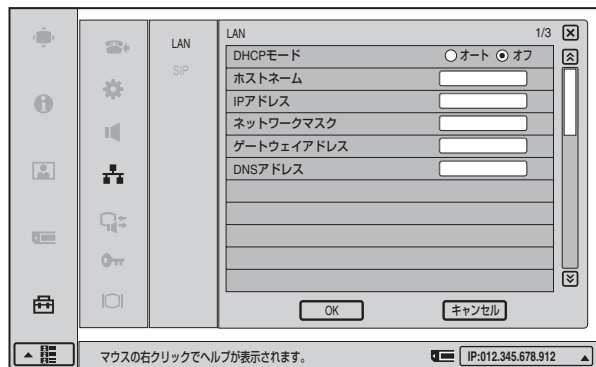 LAN
SIP
LAN 1/3
DHCPモード オート オフ
ホストネーム
IPアドレス
ネットワークマスク
ゲートウェイアドレス
DNSアドレス
OK キャンセル
マウスの右クリックでヘルプが表示されます。 IP:012.345.678.912